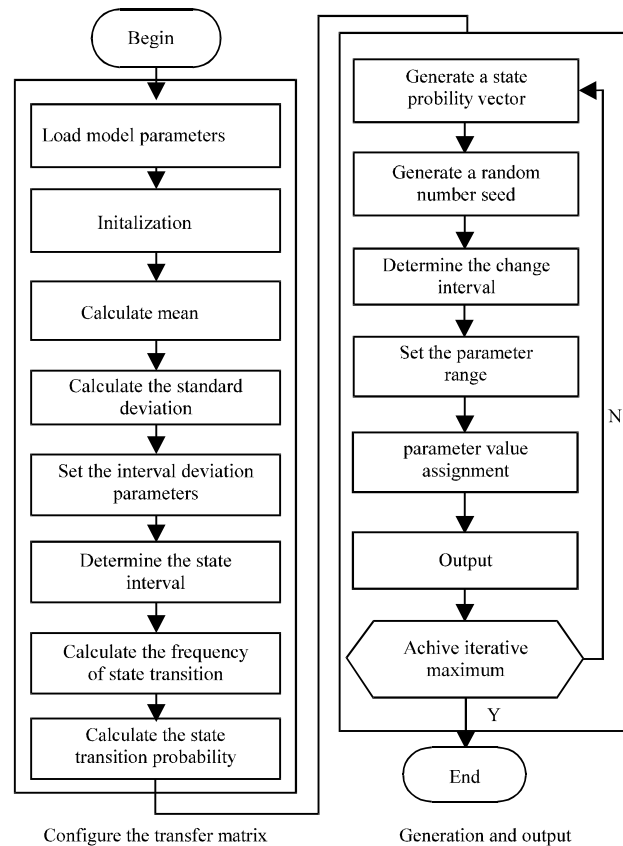 Begin
Load model parameters
Initalization
Calculate mean
Calculate the standard
deviation
Set the interval deviation
parameters
Determine the state
interval
Calculate the frequency
of state transition
Calculate the state
transition probability
Configure the transfer matrix
Generate a state
probility vector
Generate a random
number seed
Determine the change
interval
Set the parameter
range
parameter value
assignment
Output
Achive iterative
maximum
N
Y
End
Generation and output